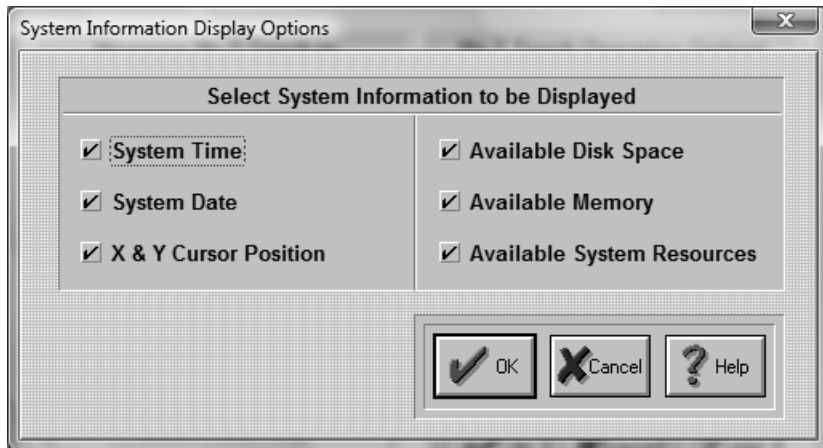 System Information Display Options
Select System Information to be Displayed
System Time
System Date
X & Y Cursor Position
Available Disk Space
Available Memory
Available System Resources
OK
Cancel
Help